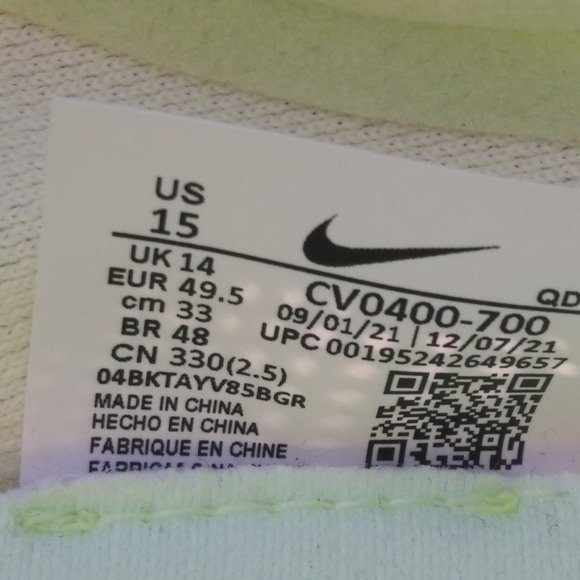 US
15
UK 14
EUR 49.5
cm 33
BR 48
CN 330(2.5)
04BKTAYV85BGR
MADE IN CHINA
HECHO EN CHINA
FABRIQUE EN CHINE
QD
CV0400-700
09/01/21 | 12/07/21
UPC 00195242649657